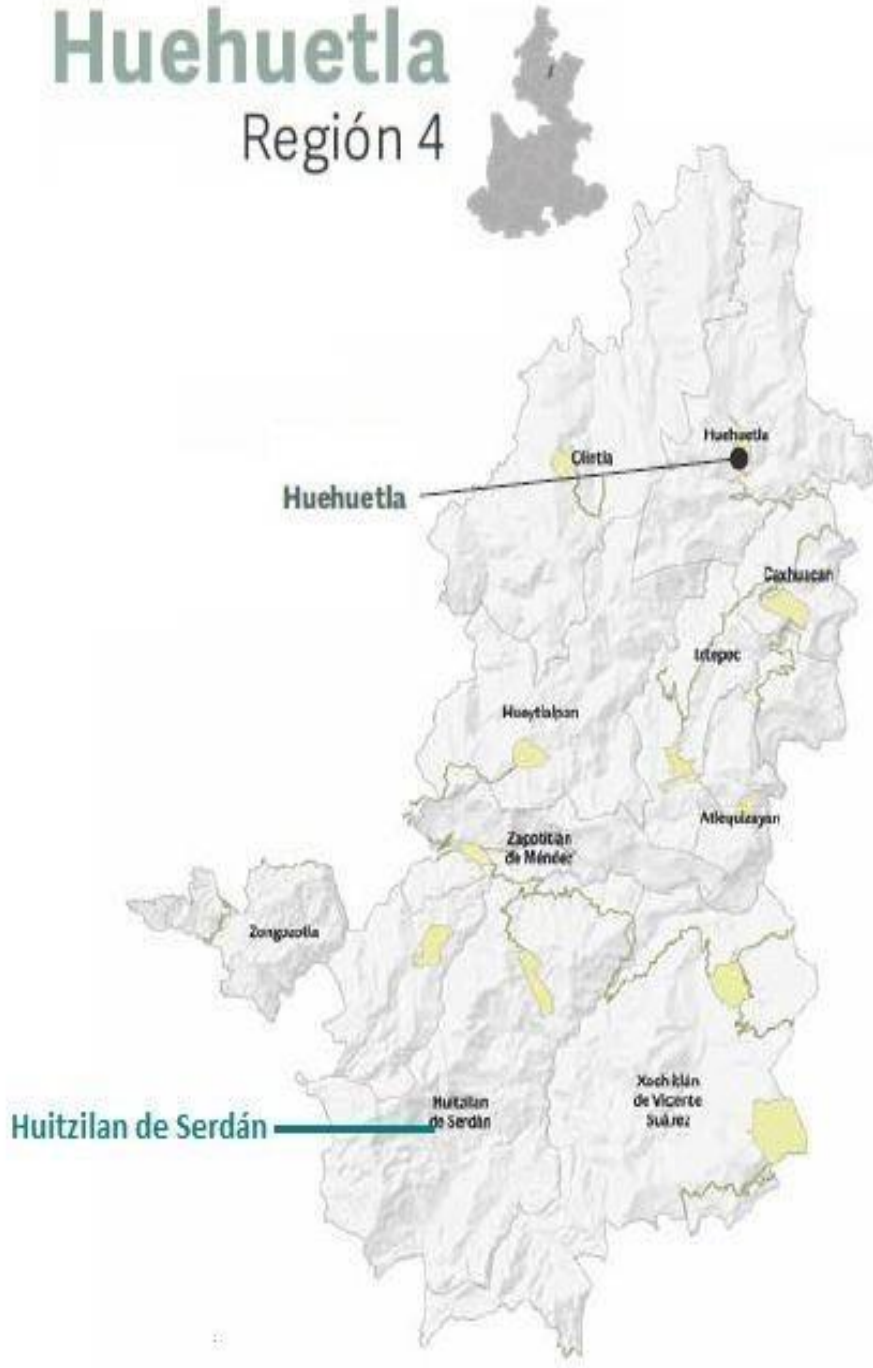 Huehuetla
Región 4
Huehuetla
Olintla
Huehuetla
Caxhuacan
Ixtepec
Hueytlalpan
Atlequizayan
Zapotitlán
de Méndez
Zongozotla
Xochitlán
de Vicente
Suárez
Huitzilan
de Serdán
Huitzilan de Serdán